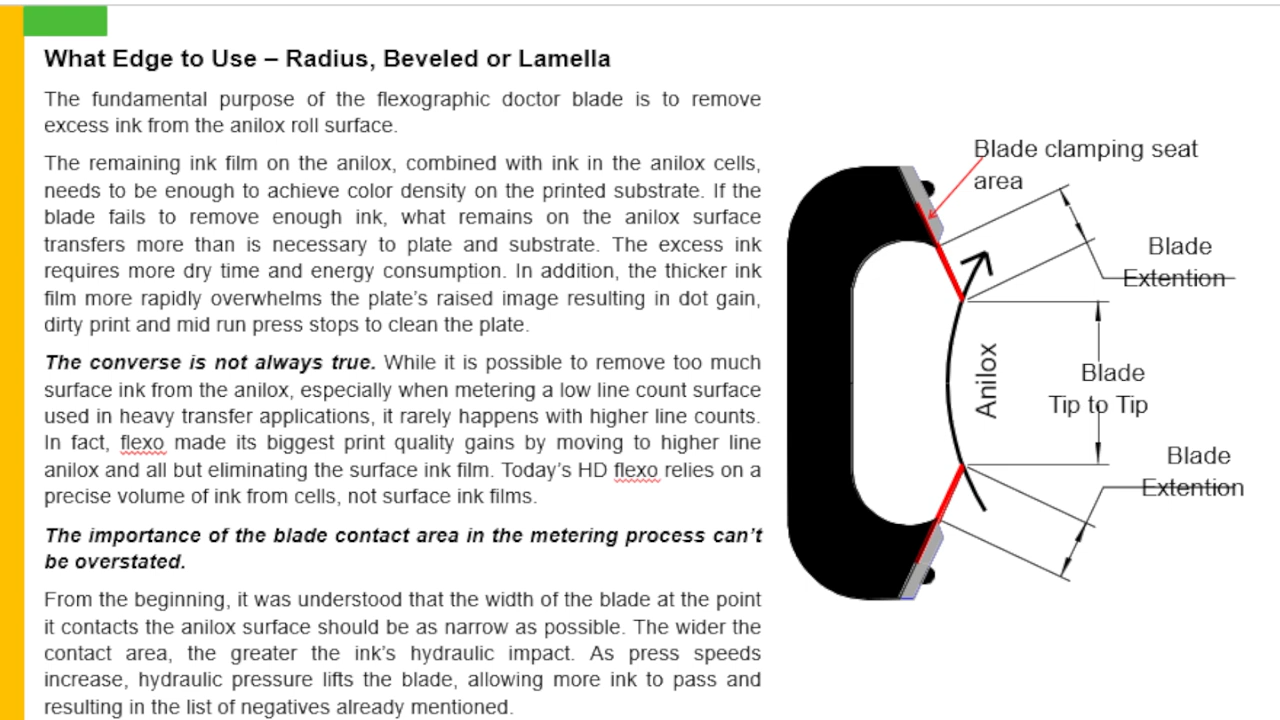 What Edge to Use – Radius, Beveled or Lamella
The fundamental purpose of the flexographic doctor blade is to remove
excess ink from the anilox roll surface.
The remaining ink film on the anilox, combined with ink in the anilox cells,
needs to be enough to achieve color density on the printed substrate. If the
blade fails to remove enough ink, what remains on the anilox surface
transfers more than is necessary to plate and substrate. The excess ink
requires more dry time and energy consumption. In addition, the thicker ink
film more rapidly overwhelms the plate's raised image resulting in dot gain,
dirty print and mid run press stops to clean the plate.
The converse is not always true. While it is possible to remove too much
surface ink from the anilox, especially when metering a low line count surface
used in heavy transfer applications, it rarely happens with higher line counts.
In fact, flexo made its biggest print quality gains by moving to higher line
anilox and all but eliminating the surface ink film. Today's HD flexo relies on a
precise volume of ink from cells, not surface ink films.
The importance of the blade contact area in the metering process can't
be overstated.
From the beginning, it was understood that the width of the blade at the point
it contacts the anilox surface should be as narrow as possible. The wider the
contact area, the greater the ink's hydraulic impact. As press speeds
increase, hydraulic pressure lifts the blade, allowing more ink to pass and
resulting in the list of negatives already mentioned.
Blade clamping seat
area
Blade
Extention
Anilox
Blade
Tip to Tip
Blade
Extention